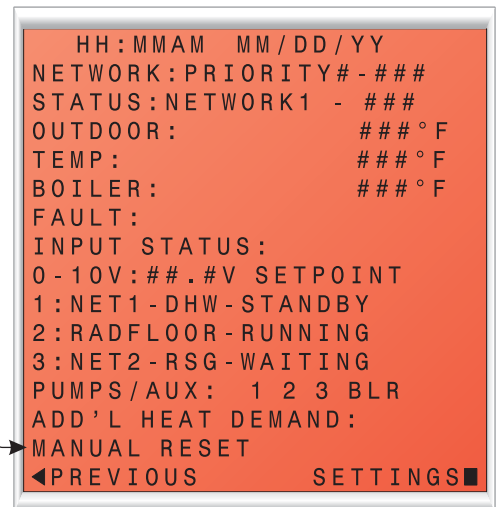 HH:MMAM MM/DD/YY
NETWORK:PRIORITY#-###
STATUS:NETWORK1 - ###
OUTDOOR: ###°F
TEMP: ###°F
BOILER: ###°F
FAULT:
INPUT STATUS:
0-10V:##.#V SETPOINT
1:NET1-DHW-STANDBY
2:RADFLOOR-RUNNING
3:NET2-RSG-WAITING
PUMPS/AUX: 1 2 3 BLR
ADD'L HEAT DEMAND:
MANUAL RESET
◀PREVIOUS SETTINGS■